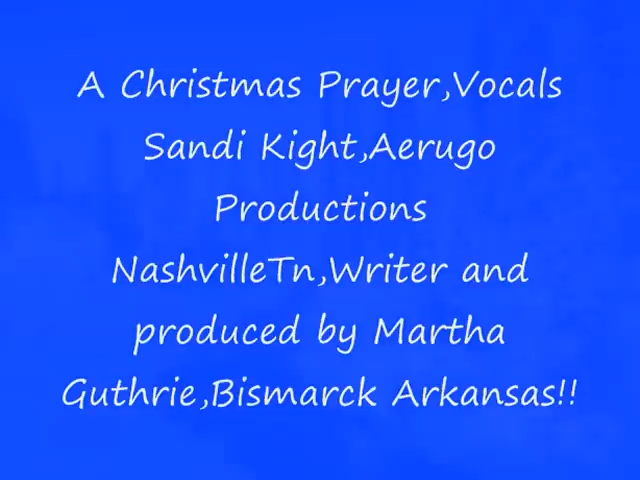 A Christmas Prayer,Vocals
Sandi Kight,Aerugo
Productions
NashvilleTn,Writer and
produced by Martha
Guthrie,Bismarck Arkansas!!